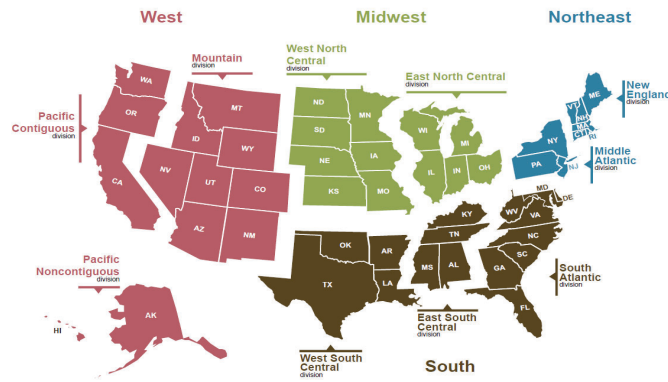 West
Midwest
Northeast
Mountain
division
West North
Central
division
East North Central
division
New
England
division
Pacific
Contiguous
division
Middle
Atlantic
division
WA
OR
CA
MT
ID
WY
NV
UT
CO
AZ
NM
ND
SD
NE
KS
MN
IA
MO
WI
MI
IL
IN
OH
ME
VT
NH
MA
CT
RI
NY
PA
NJ
MD
DE
WV
VA
KY
TN
NC
SC
GA
FL
MS
AL
OK
AR
TX
LA
Pacific
Noncontiguous
division
HI
AK
South
Atlantic
division
East South
Central
division
West South
Central
division
South